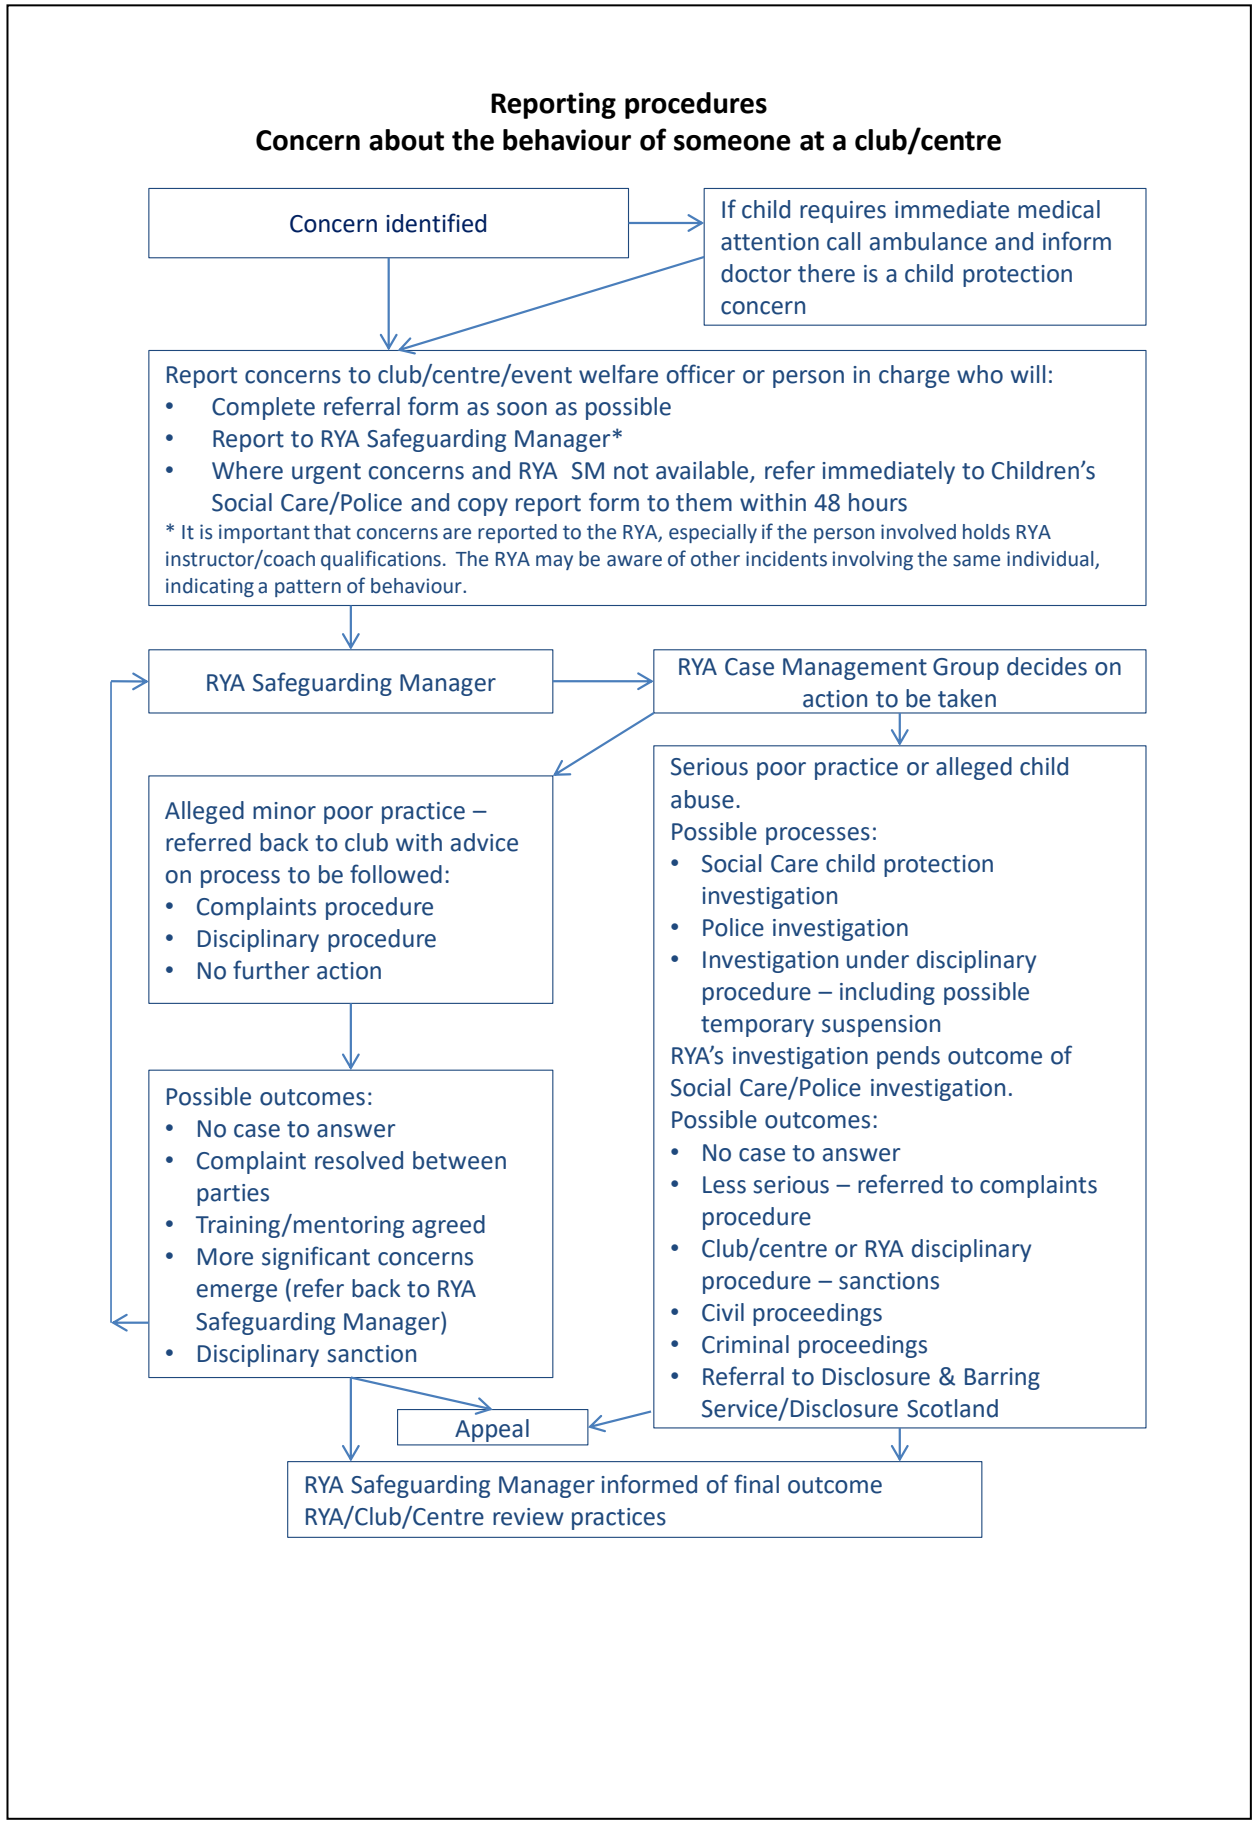 Reporting procedures
Concern about the behaviour of someone at a club/centre
Concern identified
If child requires immediate medical
attention call ambulance and inform
doctor there is a child protection
concern
Report concerns to club/centre/event welfare officer or person in charge who will:
• Complete referral form as soon as possible
• Report to RYA Safeguarding Manager*
• Where urgent concerns and RYA  SM not available, refer immediately to Children’s
Social Care/Police and copy report form to them within 48 hours
* It is important that concerns are reported to the RYA, especially if the person involved holds RYA
instructor/coach qualifications.  The RYA may be aware of other incidents involving the same individual,
indicating a pattern of behaviour.
RYA Safeguarding Manager
RYA Case Management Group decides on
action to be taken
Alleged minor poor practice –
referred back to club with advice
on process to be followed:
• Complaints procedure
• Disciplinary procedure
• No further action
Serious poor practice or alleged child
abuse.
Possible processes:
• Social Care child protection
investigation
• Police investigation
• Investigation under disciplinary
procedure – including possible
temporary suspension
RYA’s investigation pends outcome of
Social Care/Police investigation.
Possible outcomes:
• No case to answer
• Less serious – referred to complaints
procedure
• Club/centre or RYA disciplinary
procedure – sanctions
• Civil proceedings
• Criminal proceedings
• Referral to Disclosure & Barring
Service/Disclosure Scotland
Possible outcomes:
• No case to answer
• Complaint resolved between
parties
• Training/mentoring agreed
• More significant concerns
emerge (refer back to RYA
Safeguarding Manager)
• Disciplinary sanction
Appeal
RYA Safeguarding Manager informed of final outcome
RYA/Club/Centre review practices